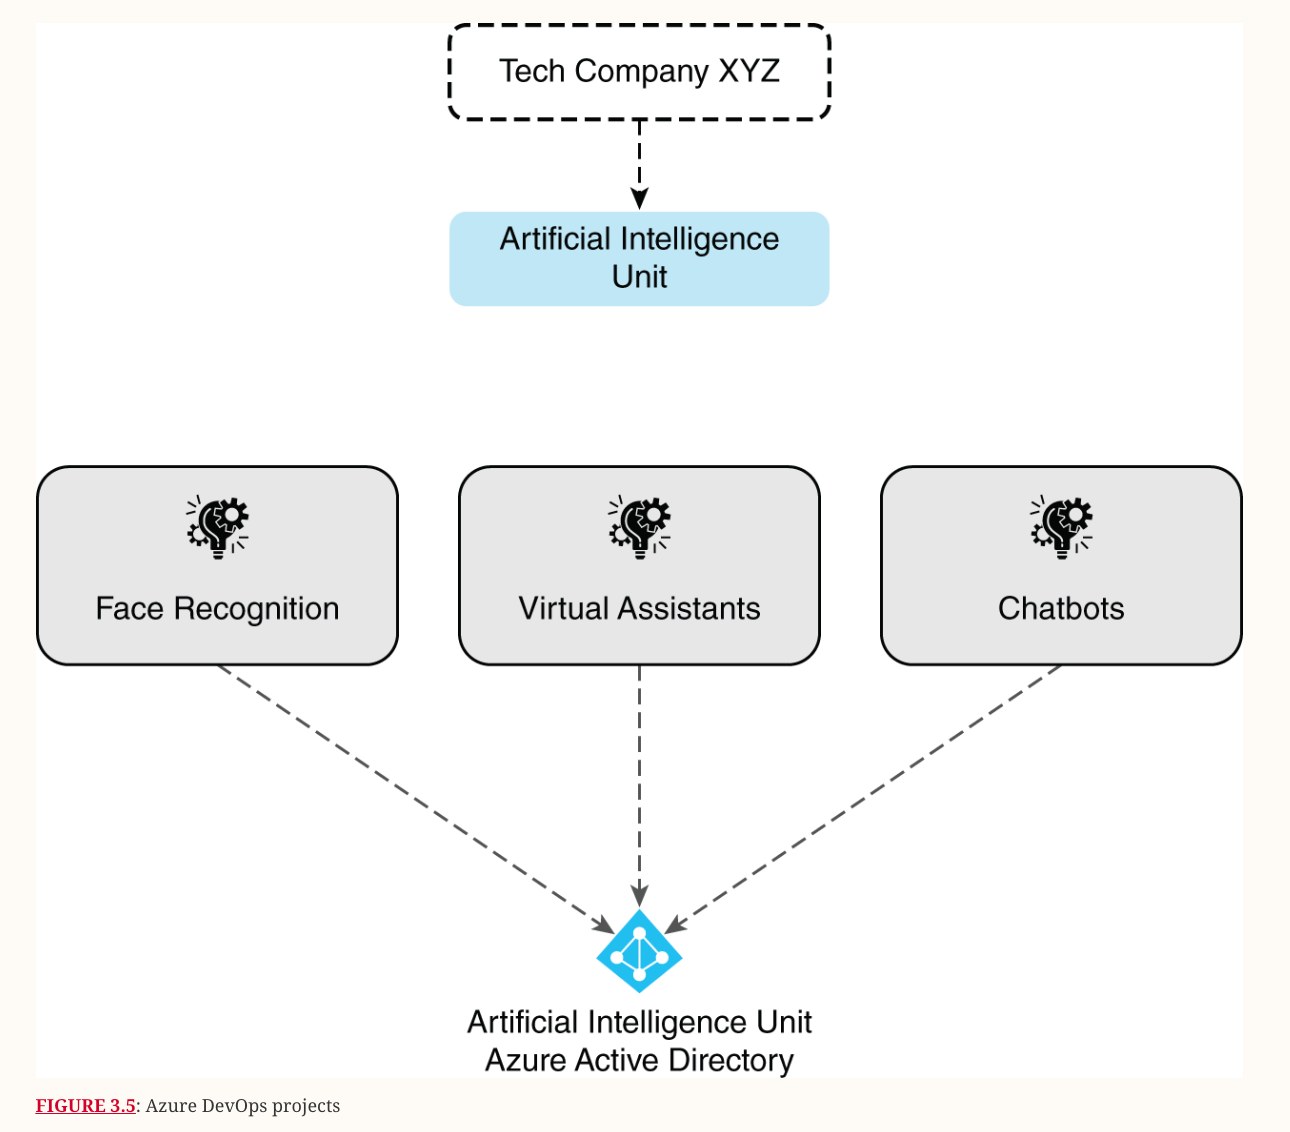 Tech Company XYZ
Artificial Intelligence
Unit
Face Recognition
Virtual Assistants
Chatbots
Artificial Intelligence Unit
Azure Active Directory
FIGURE 3.5: Azure DevOps projects